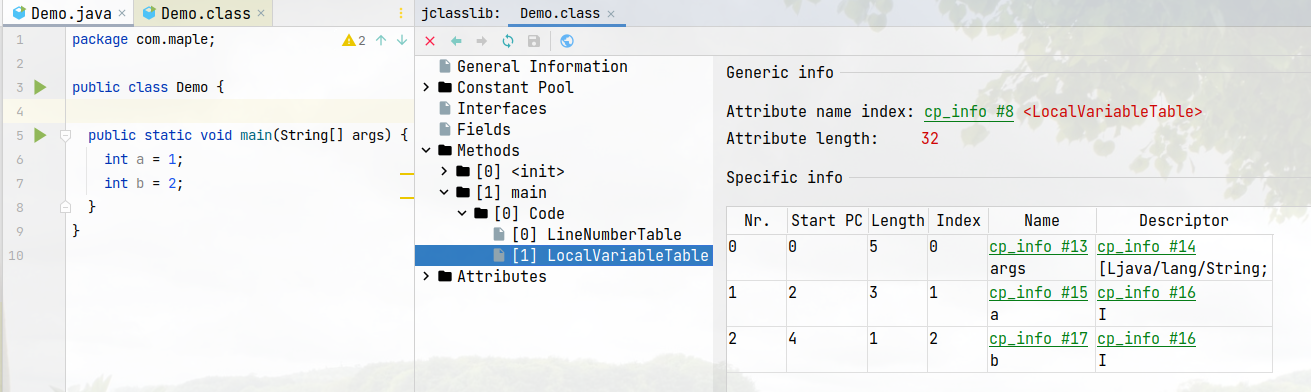 Demo.java × Demo.class ×
1 package com.maple; 2
2
3 public class Demo {
4
5 public static void main(String[] args) {
6 int a = 1;
7 int b = 2;
8 }
9 }
10
jclasslib: Demo.class ×
General Information
Constant Pool
Interfaces
Fields
Methods
[0] <init>
[1] main
[0] Code
[0] LineNumberTable
[1] LocalVariableTable
Attributes
Generic info
Attribute name index: cp_info #8 <LocalVariableTable>
Attribute length: 32
Specific info
Nr. Start PC Length Index Name Descriptor
0 0 5 0 cp_info #13 cp_info #14
args [Ljava/lang/String;
1 2 3 1 cp_info #15 cp_info #16
a I
2 4 1 2 cp_info #17 cp_info #16
b I